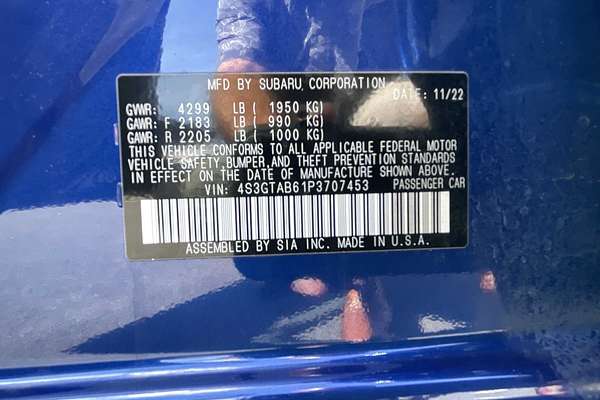 MFD BY SUBARU CORPORATION
DATE: 11/22
GVWR: 4299 LB ( 1950 KG)
GAWR: F 2183 LB ( 990 KG)
GAWR: R 2205 LB ( 1000 KG)
THIS VEHICLE CONFORMS TO ALL APPLICABLE FEDERAL MOTOR
VEHICLE SAFETY, BUMPER, AND THEFT PREVENTION STANDARDS
IN EFFECT ON THE DATE OF MANUFACTURE SHOWN ABOVE.
VIN: 4S3GTAB61P3707453 PASSENGER CAR
ASSEMBLED BY SIA INC. MADE IN U.S.A.